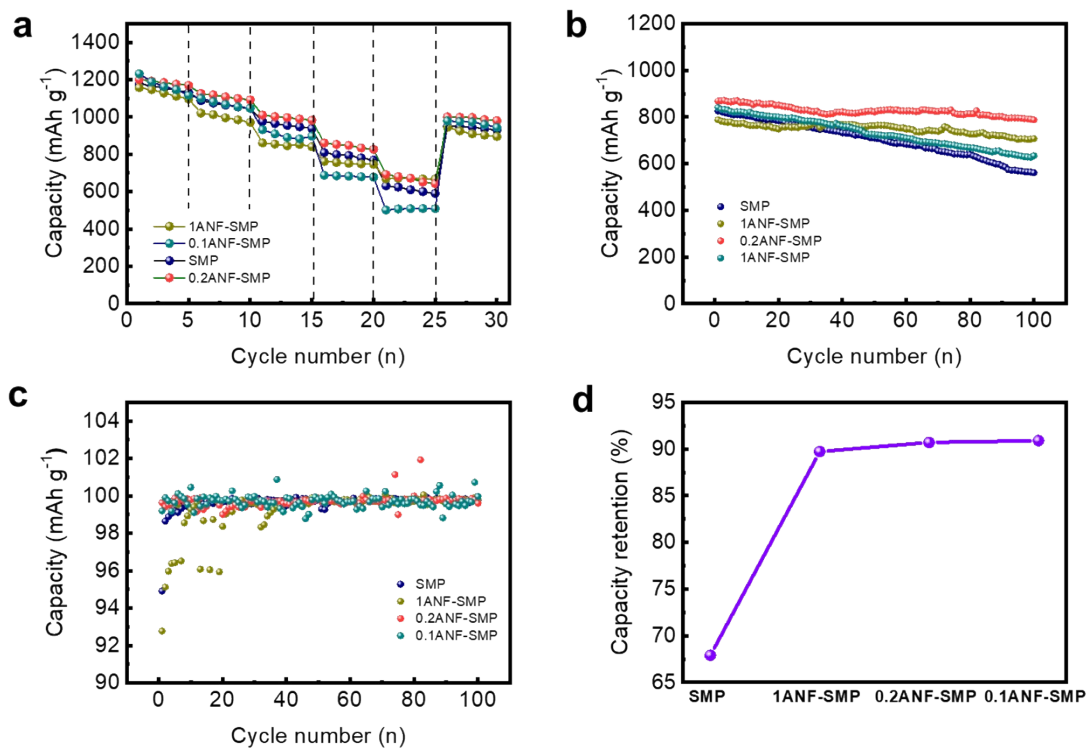 a
Capacity (mAh g-1)
1400
1200
1000
800
600
400
200
0
1ANF-SMP
0.1ANF-SMP
SMP
0.2ANF-SMP
0 5 10 15 20 25 30
Cycle number (n)
b
Capacity (mAh g-1)
1200
1000
800
600
400
200
0
SMP
1ANF-SMP
0.2ANF-SMP
1ANF-SMP
0 20 40 60 80 100
Cycle number (n)
c
Capacity (mAh g-1)
104
102
100
98
96
94
92
90
SMP
1ANF-SMP
0.2ANF-SMP
0.1ANF-SMP
0 20 40 60 80 100
Cycle number (n)
d
Capacity retention (%)
95
90
85
80
75
70
65
SMP 1ANF-SMP 0.2ANF-SMP 0.1ANF-SMP